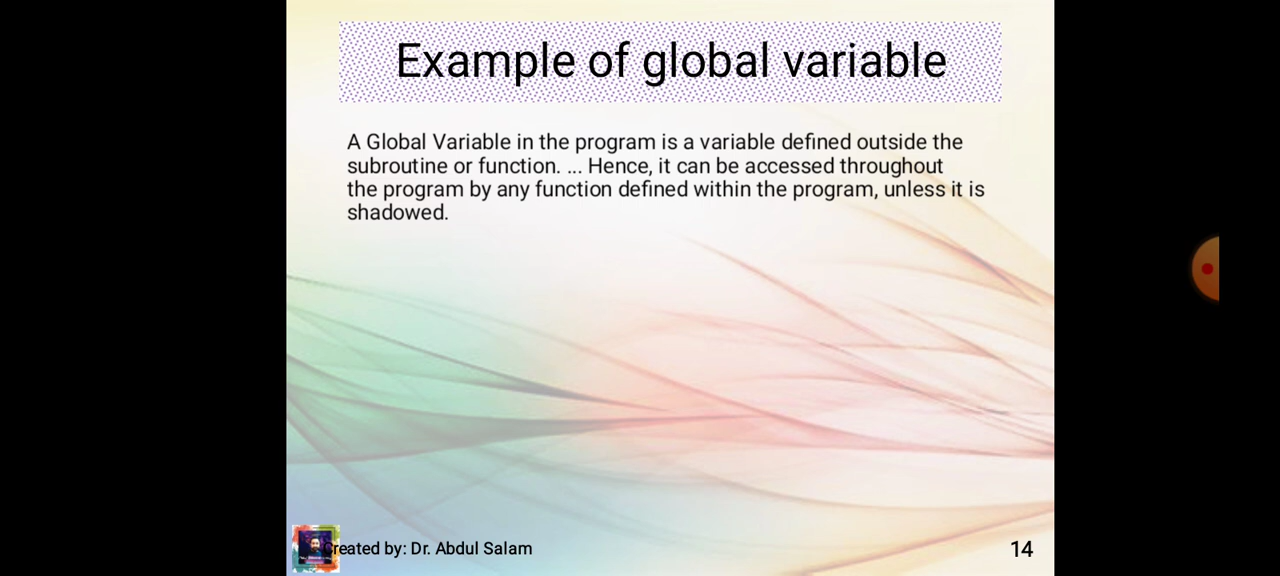 Example of global variable
A Global Variable in the program is a variable defined outside the
subroutine or function. ... Hence, it can be accessed throughout
the program by any function defined within the program, unless it is
shadowed.
Created by: Dr. Abdul Salam
14